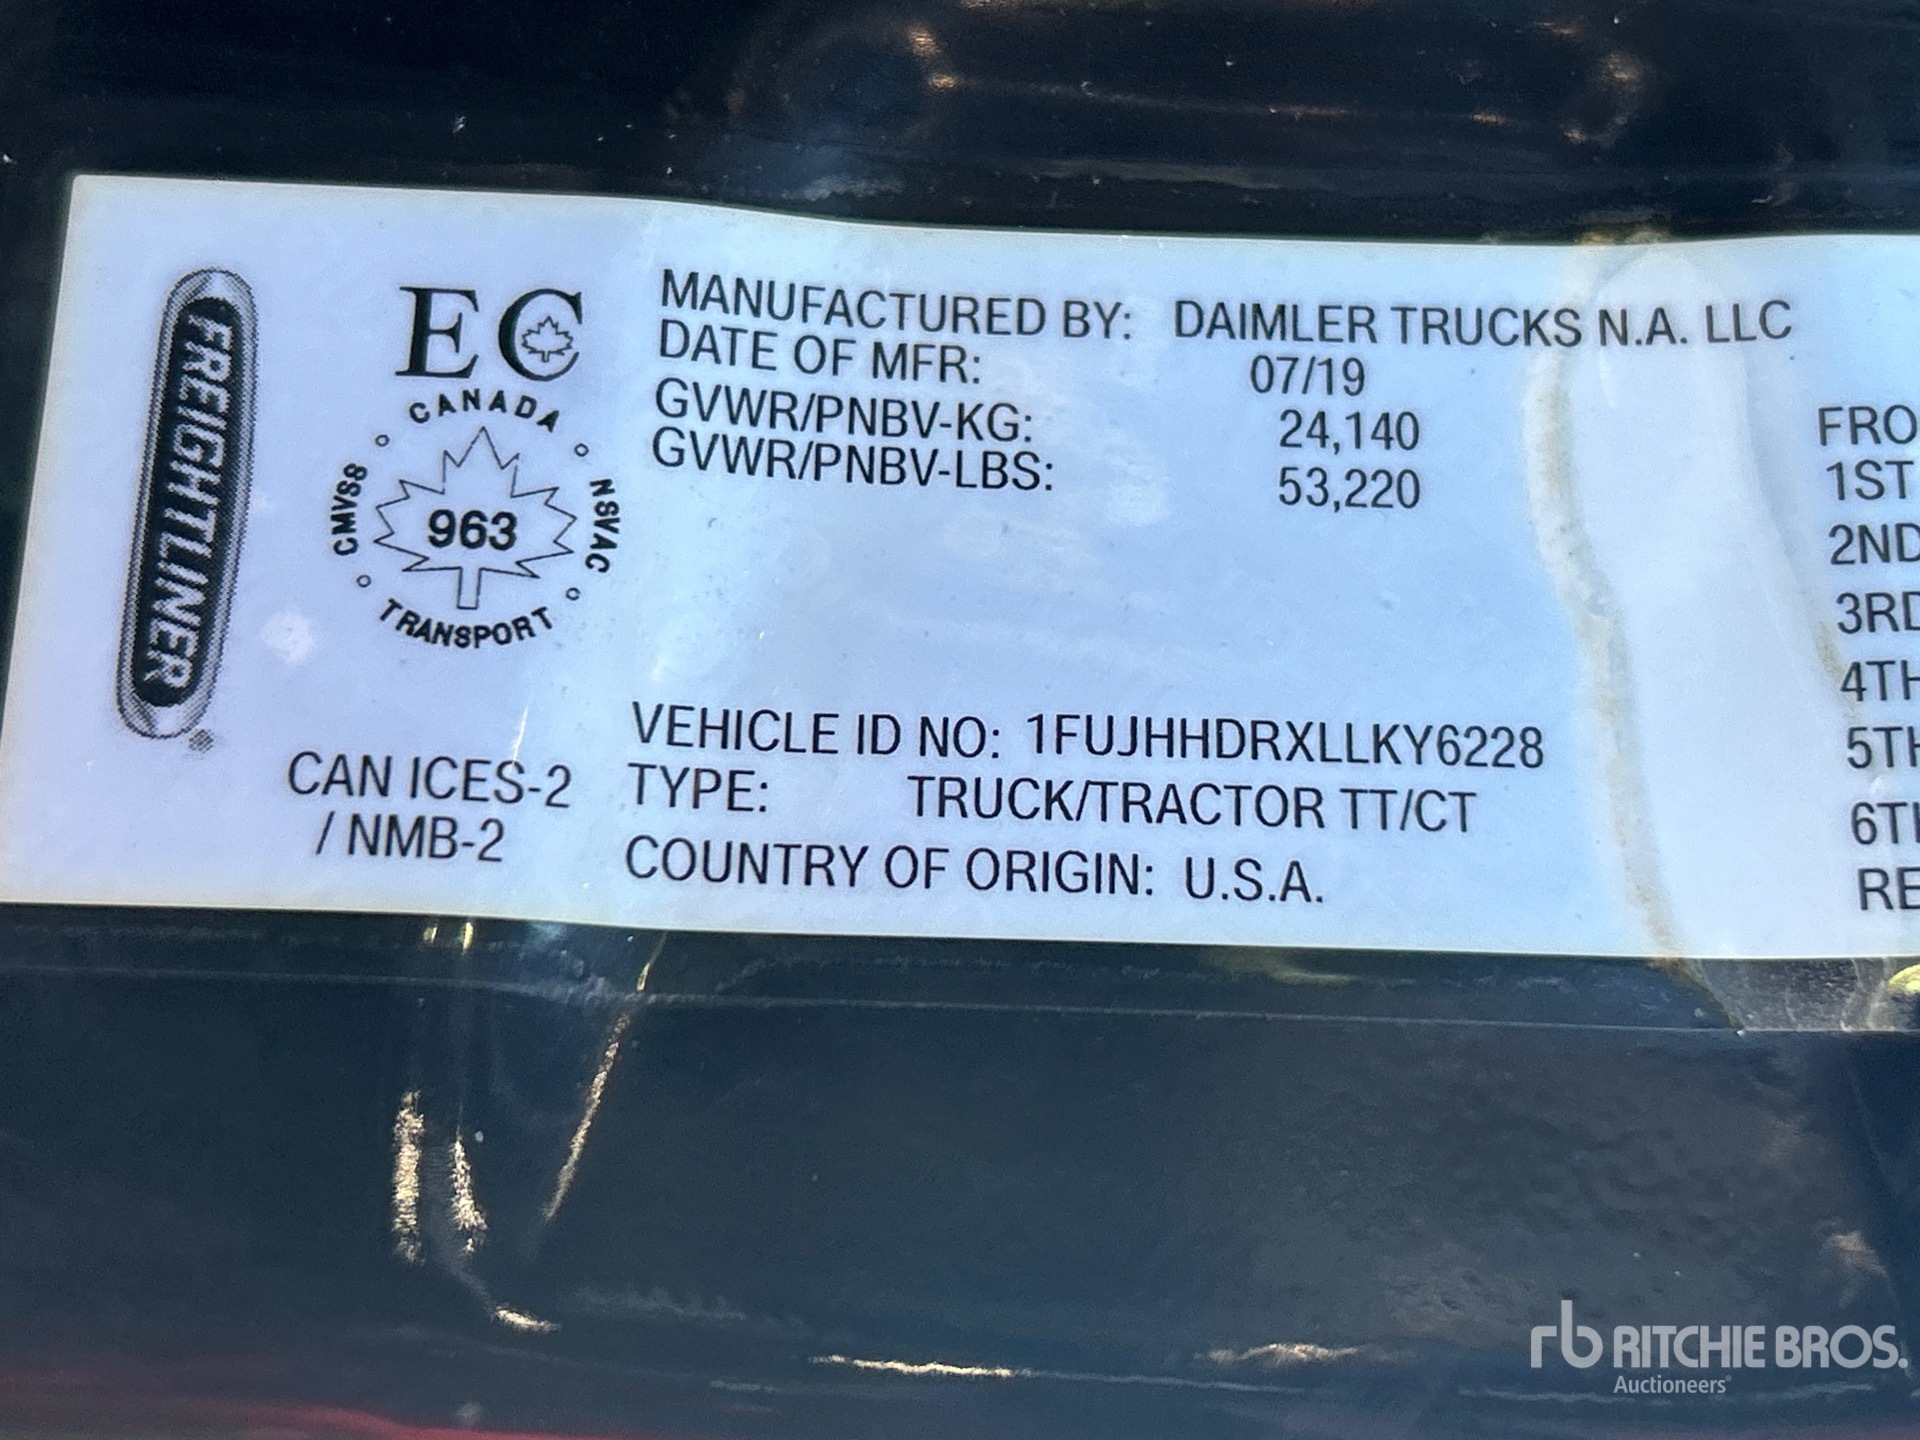 FREIGHTLINER®
EC
CANADA
CMVSS
NSVAC
963
TRANSPORT
CAN ICES-2
/ NMB-2
MANUFACTURED BY: DAIMLER TRUCKS N.A. LLC
DATE OF MFR: 07/19
GVWR/PNBV-KG: 24,140
GVWR/PNBV-LBS: 53,220
VEHICLE ID NO: 1FUJHHDRXLLKY6228
TYPE: TRUCK/TRACTOR TT/CT
COUNTRY OF ORIGIN: U.S.A.
FRO
1ST
2ND
3RD
4TH
5TH
6TH
RE
rb RITCHIE BROS.
Auctioneers®